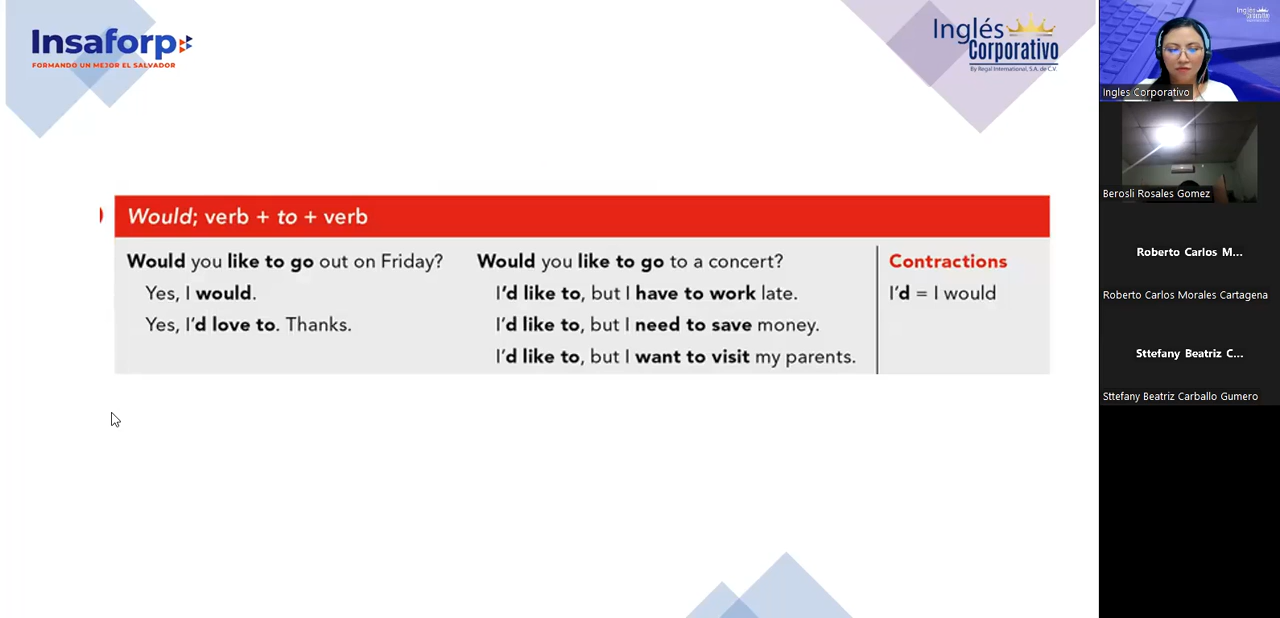 Insaforp
FORMANDO UN MEJOR EL SALVADOR
Inglés
Corporativo
By Regal International, S.A. de C.V.
Would; verb + to + verb
Would you like to go out on Friday?
Yes, I would.
Yes, I'd love to. Thanks.
Would you like to go to a concert?
I'd like to, but I have to work late.
I'd like to, but I need to save money.
I'd like to, but I want to visit my parents.
Contractions
I'd = I would
Ingles Corporativo
Berosli Rosales Gomez
Roberto Carlos M...
Roberto Carlos Morales Cartagena
Sttefany Beatriz C...
Sttefany Beatriz Carballo Gumero